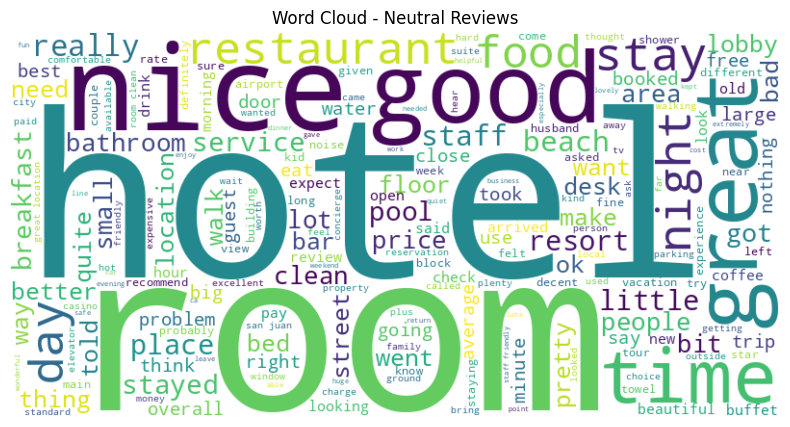 Word Cloud - Neutral Reviews
fun really best comfortable rate sure restaurant food stay hard come thought shower lobby different
need couple drink definitely morning nice good suite helpful given booked free bad
city room clean airport door water came hear area old large
paid available wanted bathroom service staff husband away look nothing
breakfast hotel kid noise close beach asked tv walking kept extremely
great location quite small friendly expensive location walk guest building eat expect week dinner gave enjoy work floor desk want night near cost great
line wait long open pool business quiet took kind fine ask far experience
view worth feel lot bar concierge price said use make person local parking got
hot hour review reservation arrived felt resort ok coffee left
better recommend excellent clean weekend block check plenty decent used vacation try
way casino big property called little
day evening safe problem pay plus going average people getting
told elevator probably san juan street return bit say new trip
wonderful place bed family went pretty minute tour outside star
think right know staff friendly looked choice
thing main leave stayed window huge ground staying time towel
money room charge able
standard overall looking bring point beautiful buffet